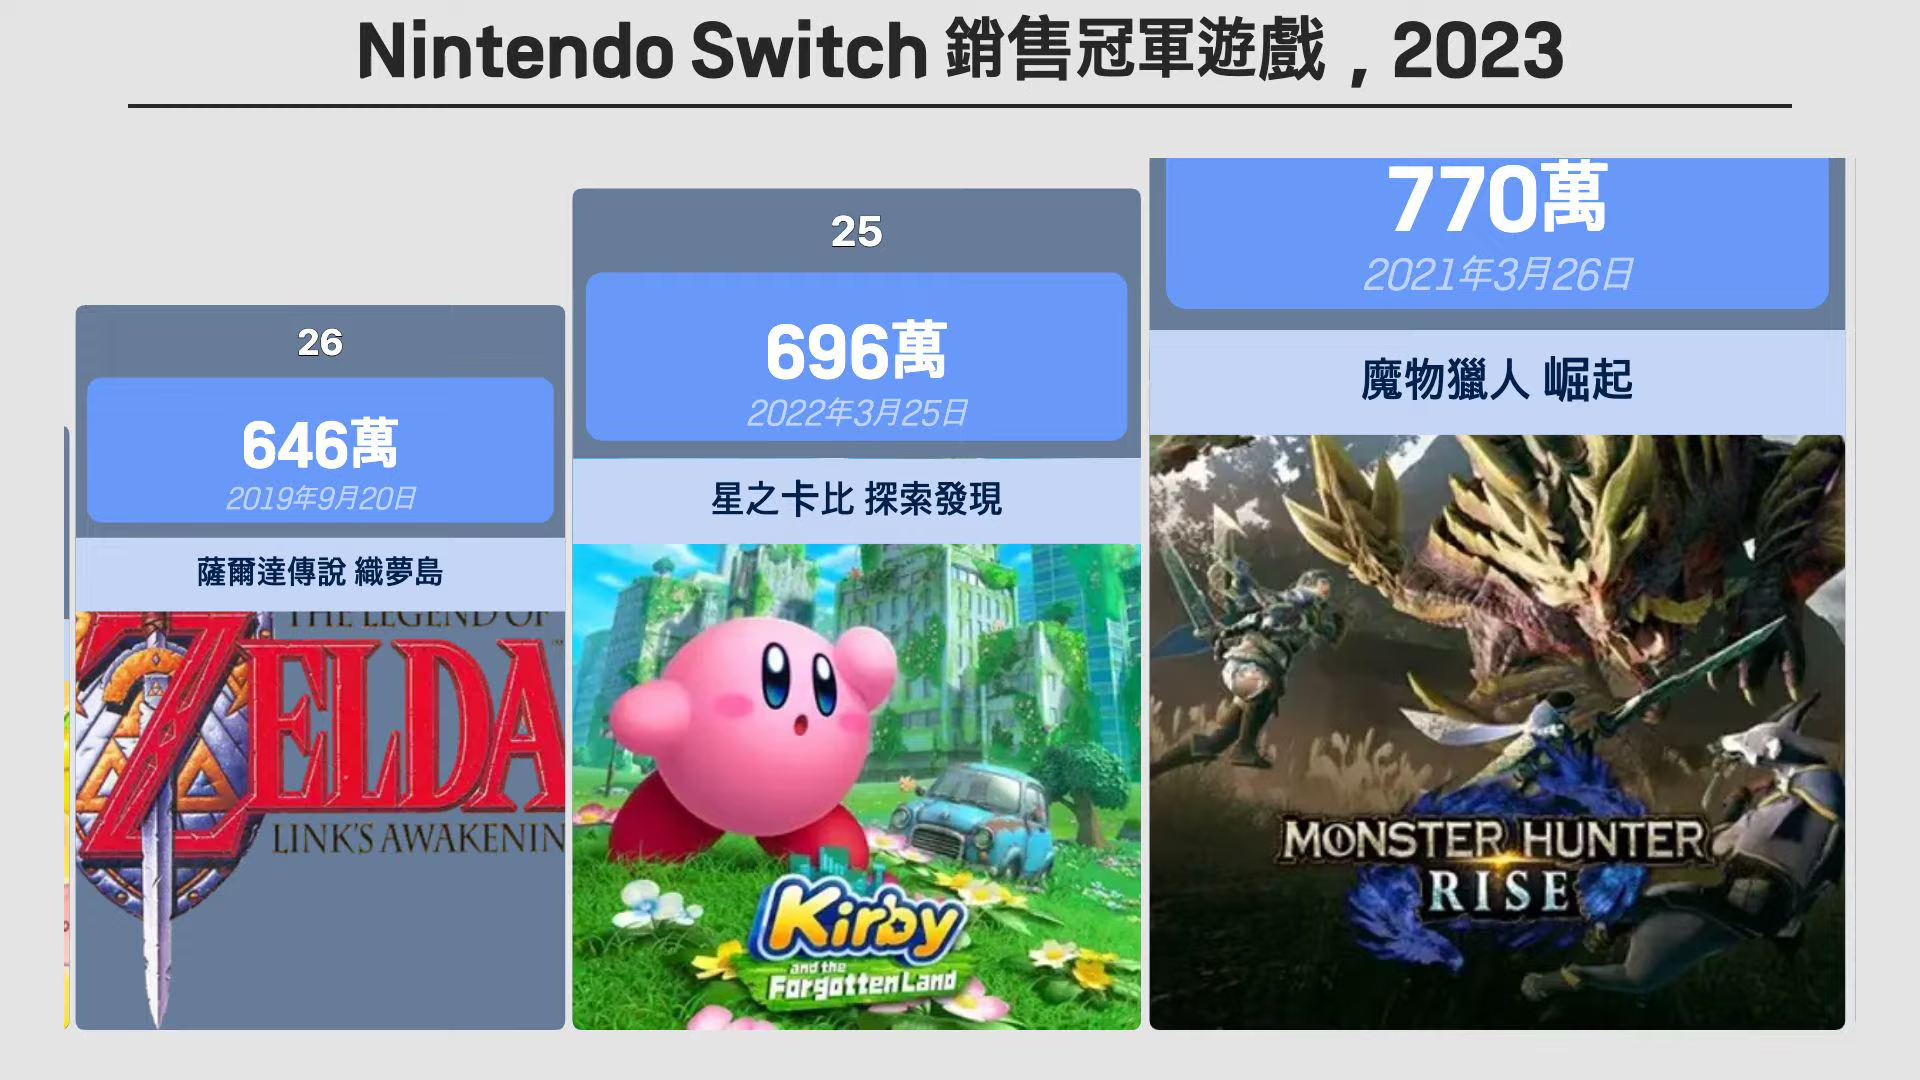 Nintendo Switch 銷售冠軍遊戲，2023
26
646萬
2019年9月20日
薩爾達傳說 織夢島
THE LEGEND OF
ZELDA
LINK'S AWAKENIN
25
696萬
2022年3月25日
星之卡比 探索發現
Kirby
and the
Forgotten Land
770萬
2021年3月26日
魔物獵人 崛起
MONSTER HUNTER
RISE